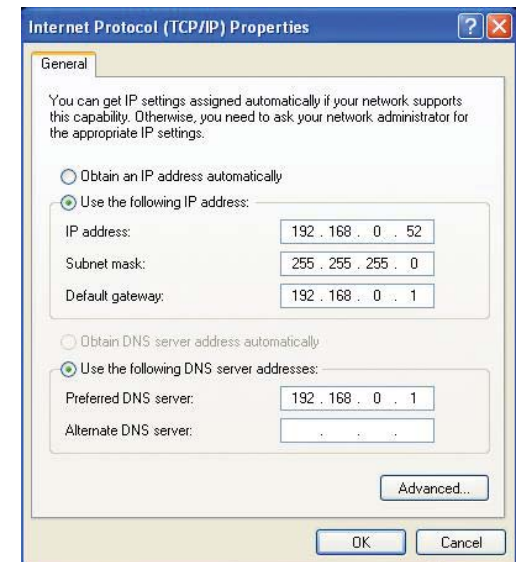 Internet Protocol (TCP/IP) Properties
General
You can get IP settings assigned automatically if your network supports
this capability. Otherwise, you need to ask your network administrator for
the appropriate IP settings.
Obtain an IP address automatically
Use the following IP address:
IP address: 192 . 168 . 0 . 52
Subnet mask: 255 . 255 . 255 . 0
Default gateway: 192 . 168 . 0 . 1
Obtain DNS server address automatically
Use the following DNS server addresses:
Preferred DNS server: 192 . 168 . 0 . 1
Alternate DNS server: . . .
Advanced...
OK Cancel